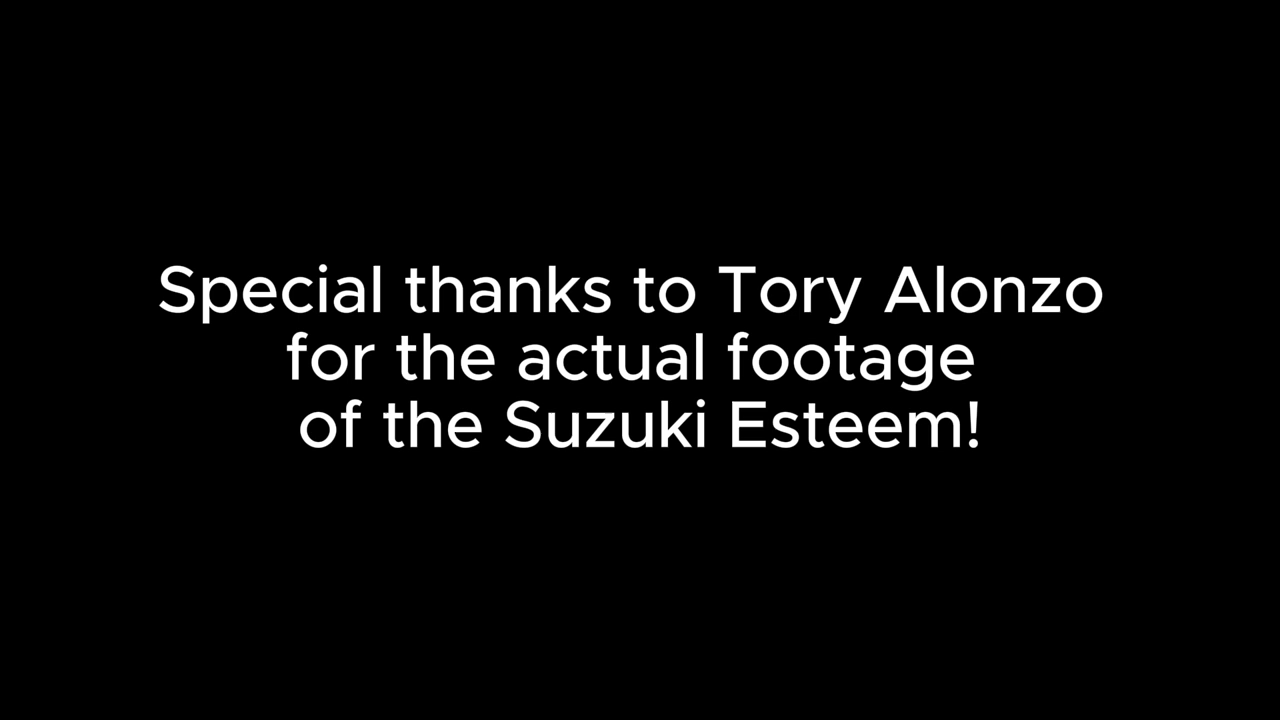 Special thanks to Tory Alonzo
for the actual footage
of the Suzuki Esteem!